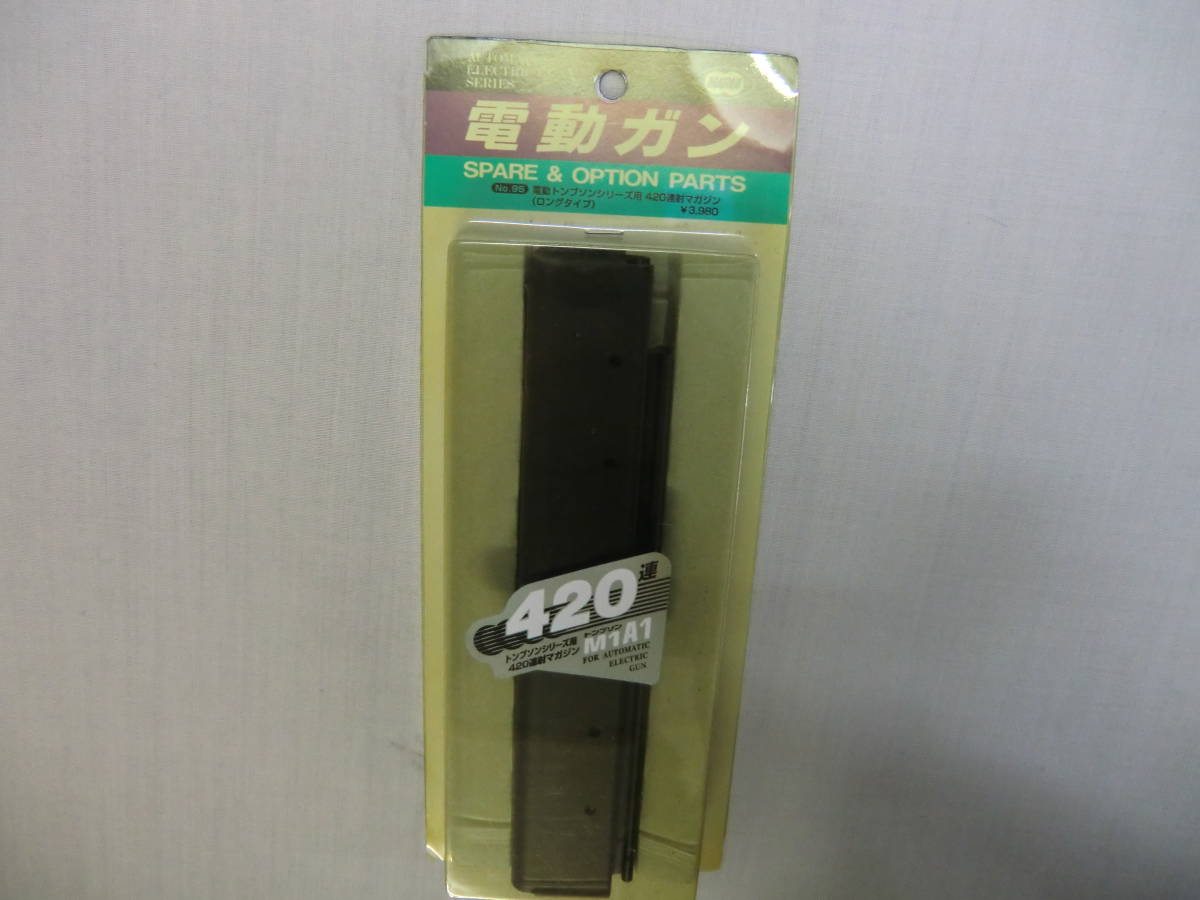 AUTOMATIC
ELECTRIC GUN
SERIES
電動ガン
SPARE & OPTION PARTS
No.95 電動トンプソンシリーズ用 420連射マガジン
(ロングタイプ) ¥3,980
420連
トンプソンシリーズ用
420連射マガジン
トンプソン
M1A1
FOR AUTOMATIC
ELECTRIC
GUN